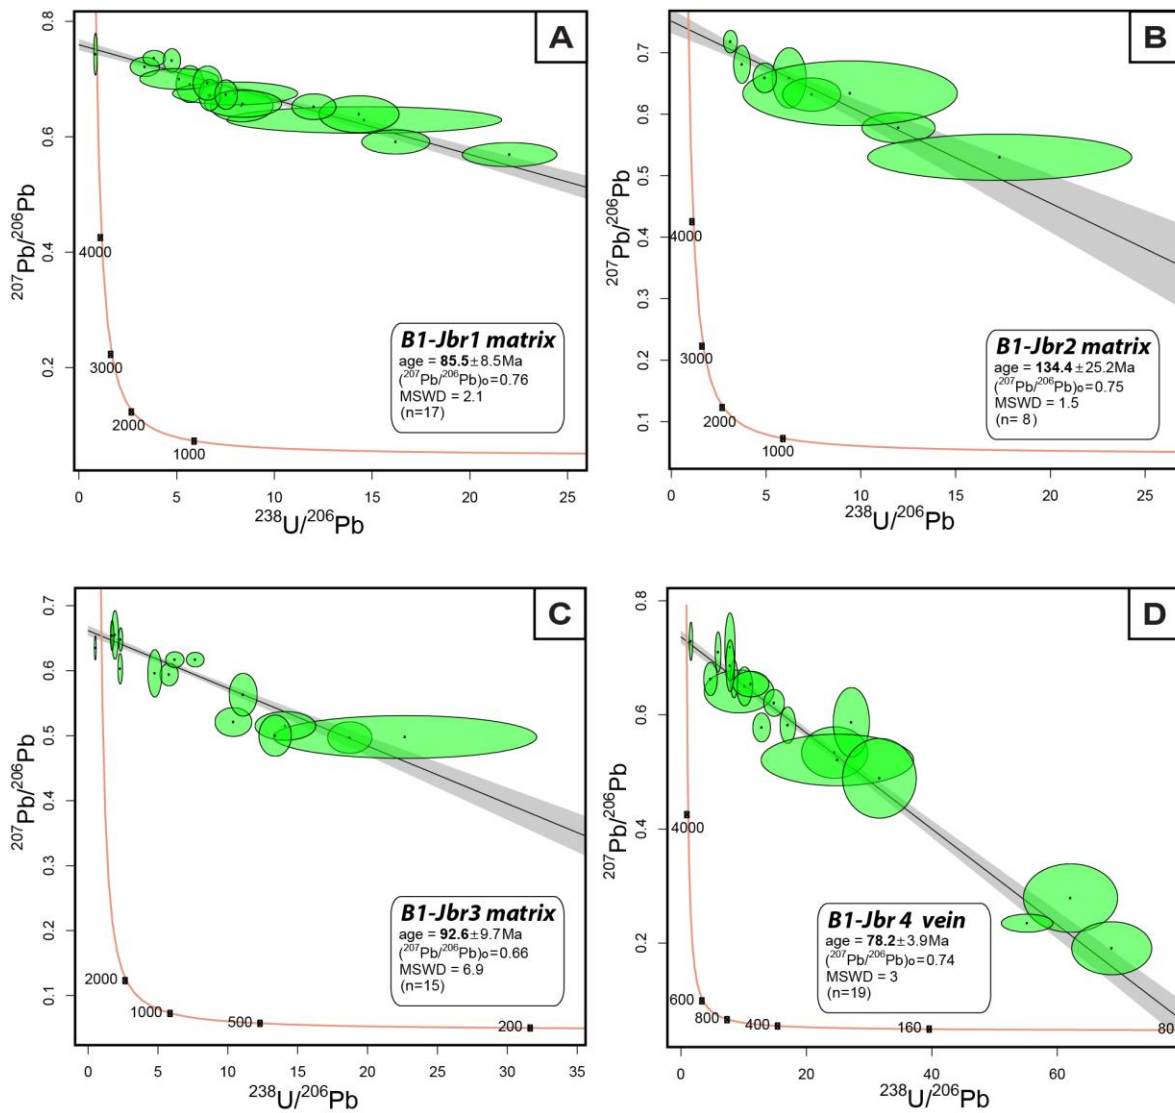 A
0.8
0.6
0.4
0.2
207Pb/206Pb
4000
3000
2000
1000
B1-Jbr1 matrix
age = 85.5±8.5Ma
(207Pb/206Pb)o=0.76
MSWD = 2.1
(n=17)
0 5 10 15 20 25
238U/206Pb
B
0.7
0.6
0.5
0.4
0.3
0.2
0.1
207Pb/206Pb
4000
3000
2000
1000
B1-Jbr2 matrix
age = 134.4±25.2Ma
(207Pb/206Pb)o=0.75
MSWD = 1.5
(n= 8)
0 5 10 15 20 25
238U/206Pb
C
0.7
0.6
0.5
0.4
0.3
0.2
0.1
207Pb/206Pb
2000
1000
500
200
B1-Jbr3 matrix
age = 92.6±9.7Ma
(207Pb/206Pb)o=0.66
MSWD = 6.9
(n=15)
0 5 10 15 20 25 30 35
238U/206Pb
D
0.8
0.6
0.4
0.2
207Pb/206Pb
4000
600
800
400
160
80
B1-Jbr 4 vein
age = 78.2±3.9Ma
(207Pb/206Pb)o=0.74
MSWD = 3
(n=19)
0 20 40 60
238U/206Pb